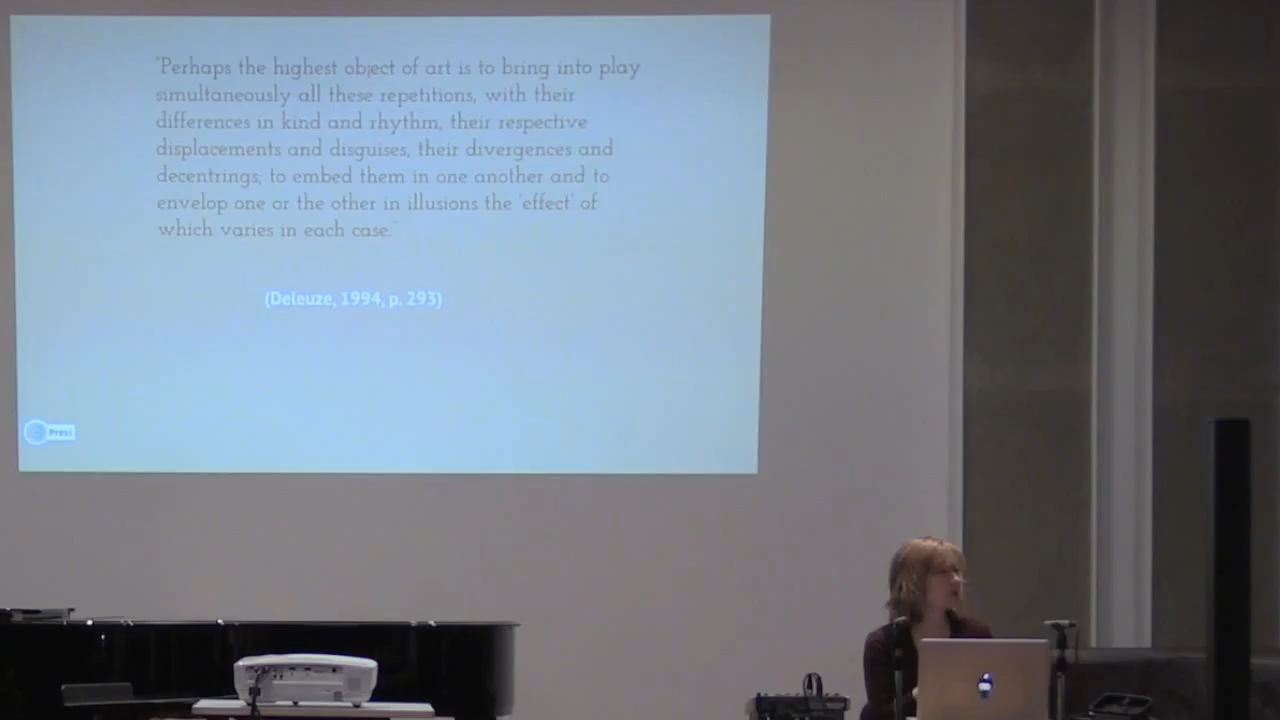 "Perhaps the highest object of art is to bring into play
simultaneously all these repetitions, with their
differences in kind and rhythm, their respective
displacements and disguises, their divergences and
decentrings; to embed them in one another and to
envelop one or the other in illusions the 'effect' of
which varies in each case."
(Deleuze, 1994, p. 293)
Prezi